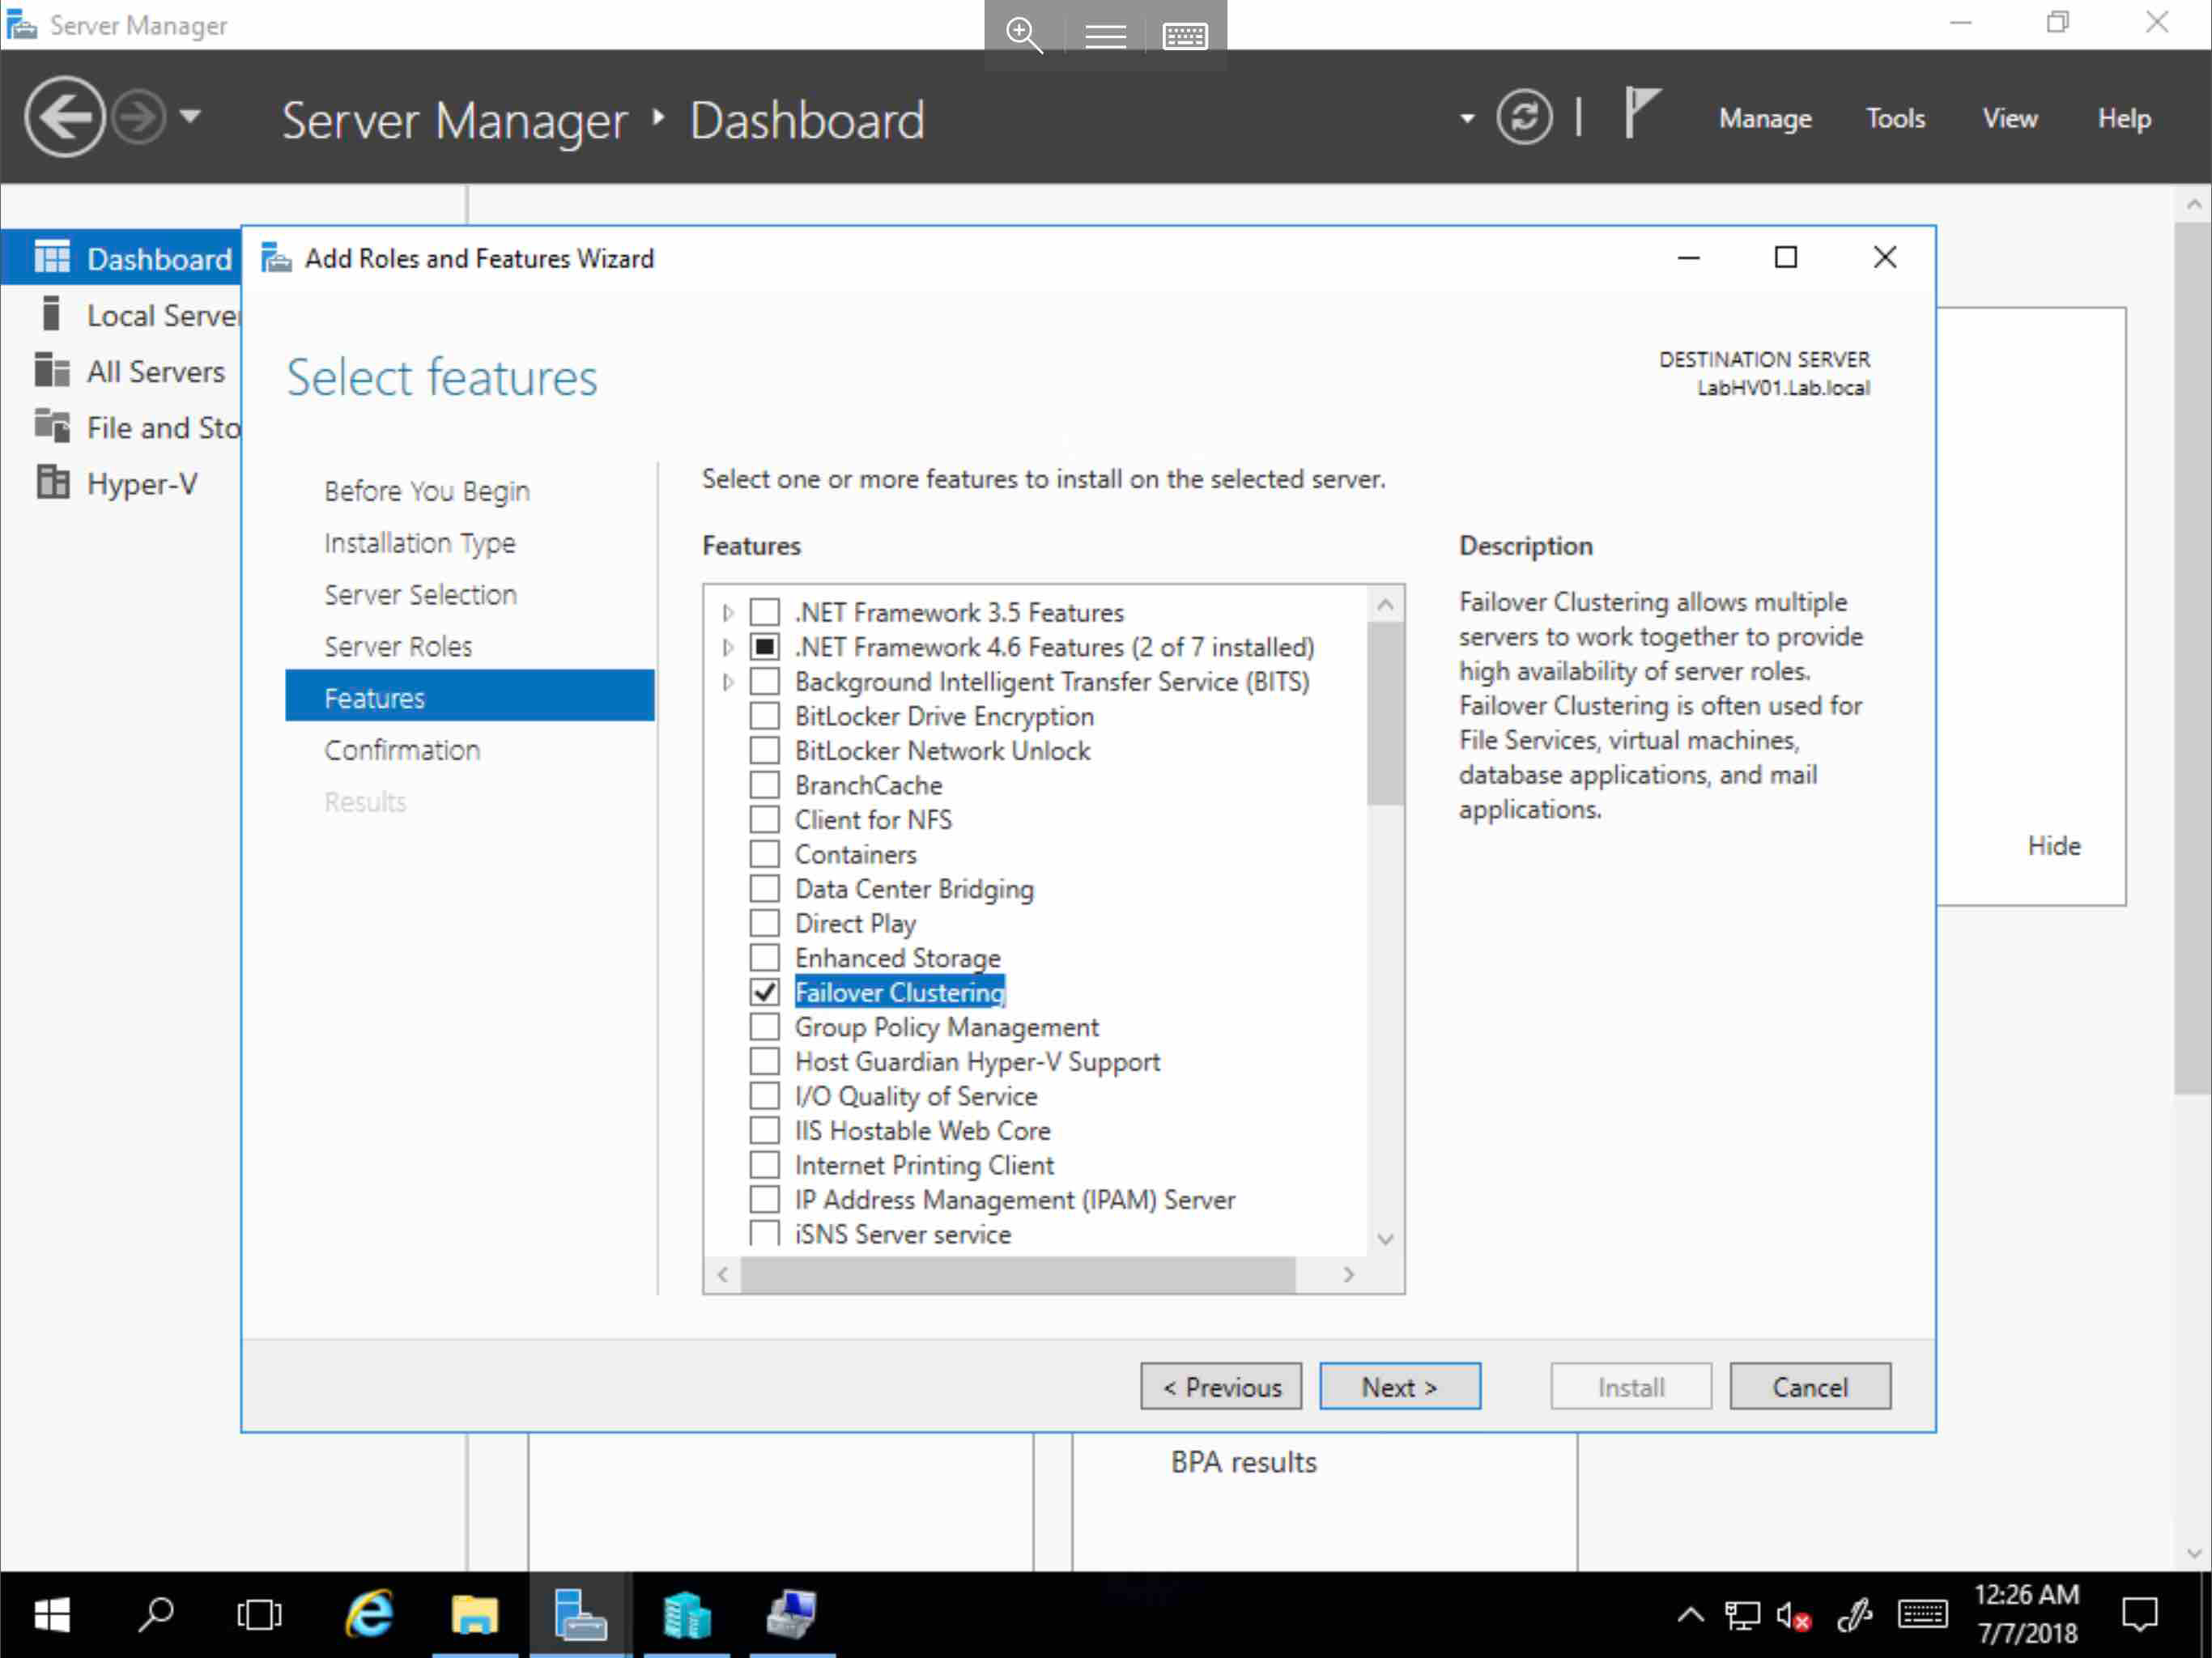 Server Manager
Server Manager
Dashboard
Manage
Tools
View
Help
Dashboard
Local Server
All Servers
File and Sto
Hyper-V
Add Roles and Features Wizard
Select features
DESTINATION SERVER
LabHV01.Lab.local
Before You Begin
Installation Type
Server Selection
Server Roles
Features
Confirmation
Results
Select one or more features to install on the selected server.
Features
.NET Framework 3.5 Features
.NET Framework 4.6 Features (2 of 7 installed)
Background Intelligent Transfer Service (BITS)
BitLocker Drive Encryption
BitLocker Network Unlock
BranchCache
Client for NFS
Containers
Data Center Bridging
Direct Play
Enhanced Storage
Failover Clustering
Group Policy Management
Host Guardian Hyper-V Support
I/O Quality of Service
IIS Hostable Web Core
Internet Printing Client
IP Address Management (IPAM) Server
iSNS Server service
Description
Failover Clustering allows multiple
servers to work together to provide
high availability of server roles.
Failover Clustering is often used for
File Services, virtual machines,
database applications, and mail
applications.
Hide
< Previous
Next >
Install
Cancel
BPA results
12:26 AM
7/7/2018